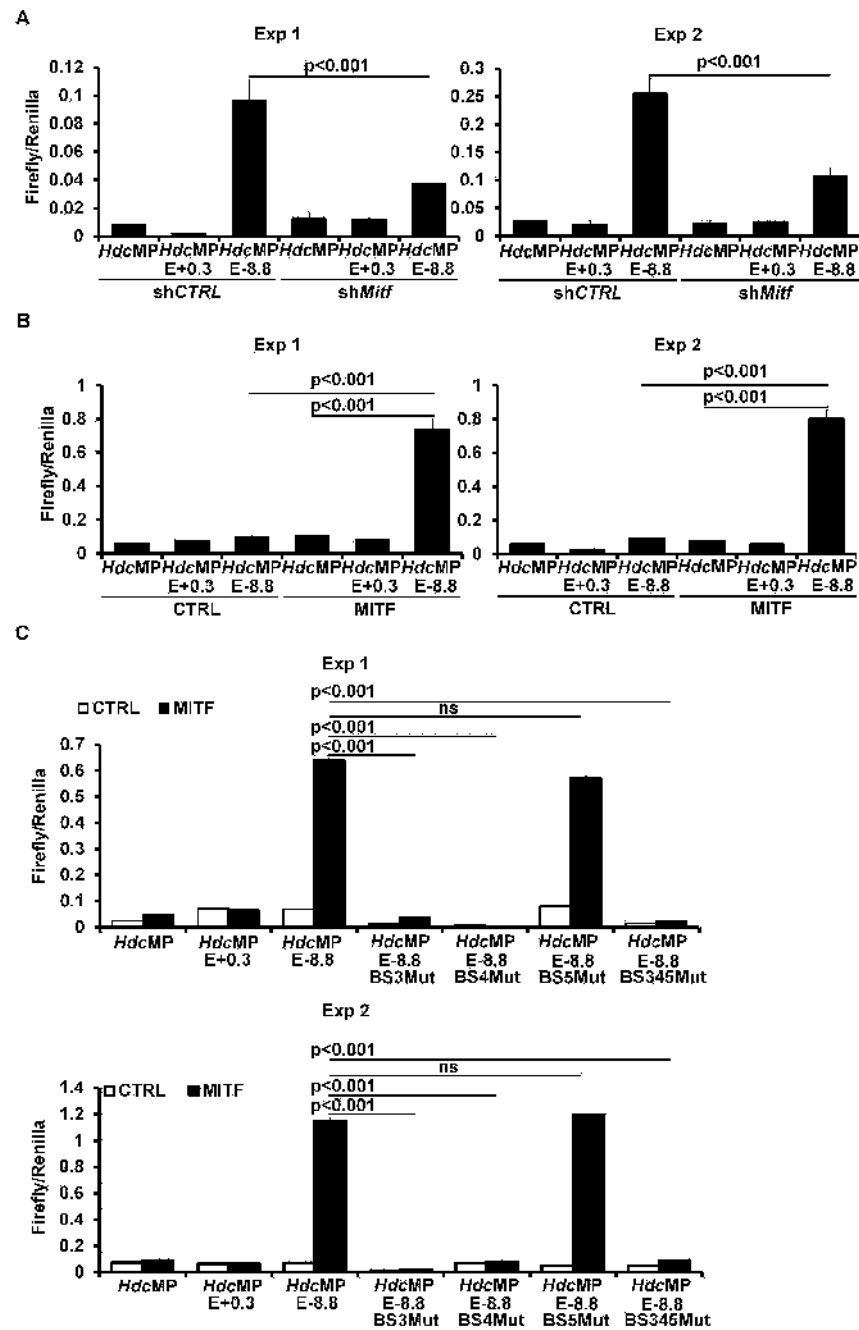 A
Exp 1
Exp 2
p<0.001
p<0.001
Firefly/Renilla
0.12
0.1
0.08
0.06
0.04
0.02
0
0.3
0.25
0.2
0.15
0.1
0.05
0
HdcMP HdcMP HdcMP HdcMP HdcMP HdcMP
E+0.3 E-8.8 E+0.3 E-8.8
shCTRL shMitf
HdcMP HdcMP HdcMP HdcMP HdcMP HdcMP
E+0.3 E-8.8 E+0.3 E-8.8
shCTRL shMitf
B
Exp 1
Exp 2
p<0.001
p<0.001
p<0.001
p<0.001
Firefly/Renilla
1
0.8
0.6
0.4
0.2
0
1
0.8
0.6
0.4
0.2
0
HdcMP HdcMP HdcMP HdcMP HdcMP HdcMP
E+0.3 E-8.8 E+0.3 E-8.8
CTRL MITF
HdcMP HdcMP HdcMP HdcMP HdcMP HdcMP
E+0.3 E-8.8 E+0.3 E-8.8
CTRL MITF
C
Exp 1
CTRL MITF
p<0.001
ns
p<0.001
p<0.001
Firefly/Renilla
0.7
0.6
0.5
0.4
0.3
0.2
0.1
0
HdcMP HdcMP HdcMP HdcMP HdcMP HdcMP HdcMP
E+0.3 E-8.8 E-8.8 E-8.8 E-8.8 E-8.8
BS3Mut BS4Mut BS5Mut BS345Mut
Exp 2
CTRL MITF
p<0.001
ns
p<0.001
p<0.001
Firefly/Renilla
1.4
1.2
1
0.8
0.6
0.4
0.2
0
HdcMP HdcMP HdcMP HdcMP HdcMP HdcMP HdcMP
E+0.3 E-8.8 E-8.8 E-8.8 E-8.8 E-8.8
BS3Mut BS4Mut BS5Mut BS345Mut